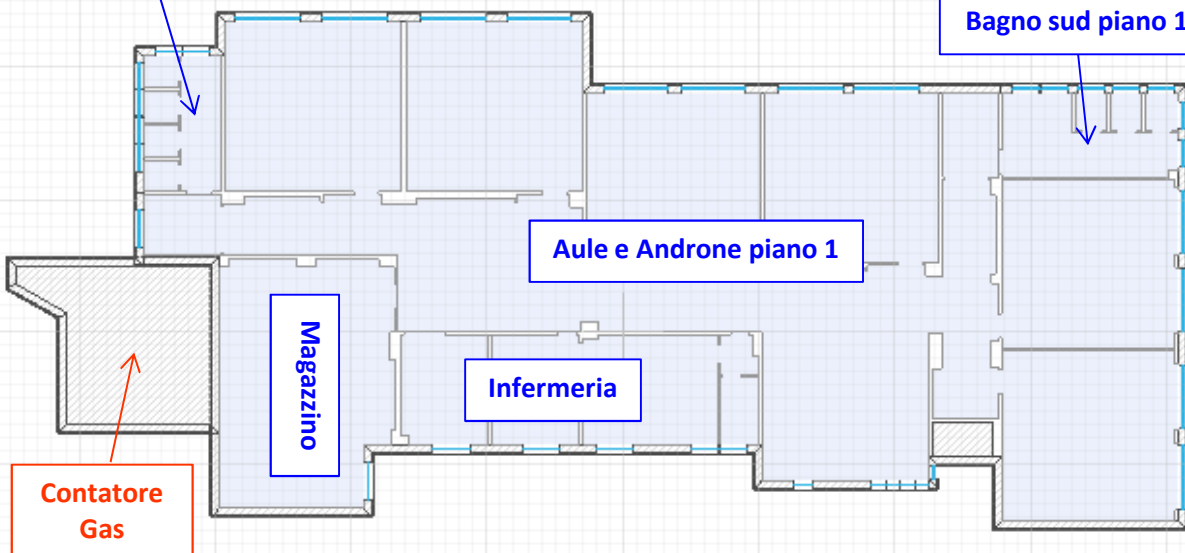 Bagno sud piano 1
Aule e Androne piano 1
Magazzino
Infermeria
Contatore
Gas